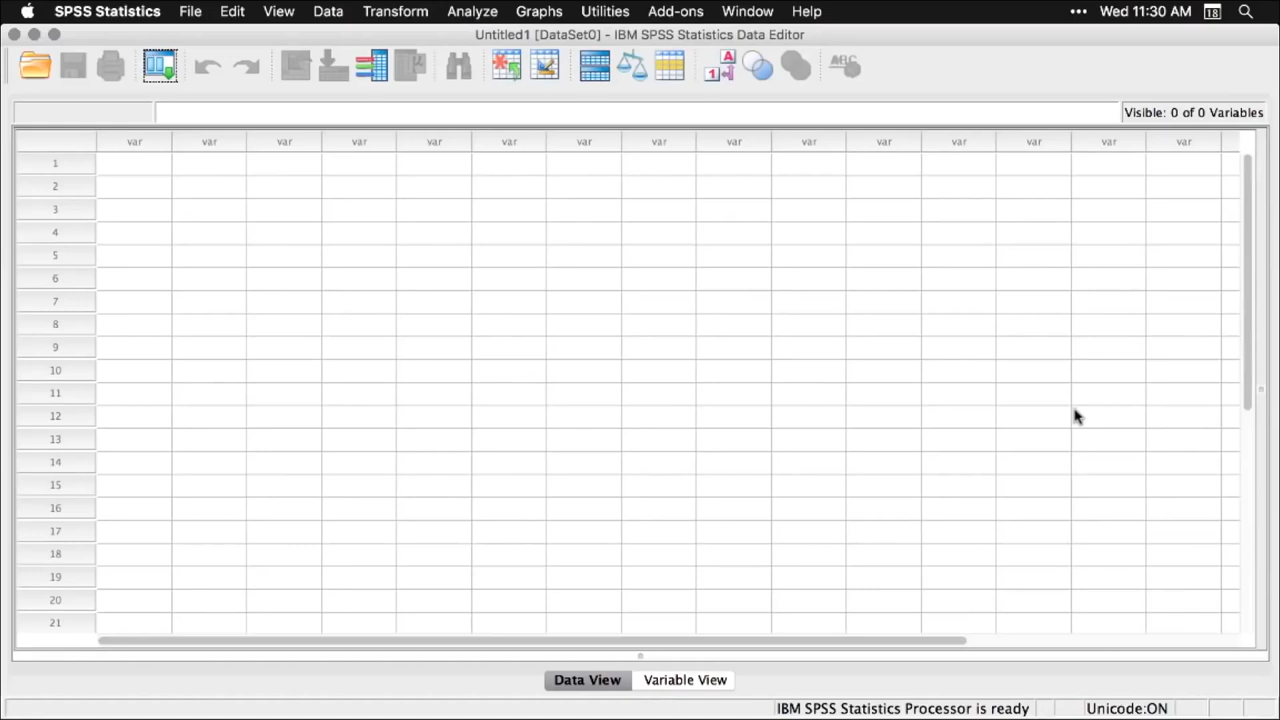 SPSS Statistics File Edit View Data Transform Analyze Graphs Utilities Add-ons Window Help ••• Wed 11:30 AM 18
Untitled1 [DataSet0] - IBM SPSS Statistics Data Editor
1 A
ABC
Visible: 0 of 0 Variables
var var var var var var var var var var var var var var var
1
2
3
4
5
6
7
8
9
10
11
12
13
14
15
16
17
18
19
20
21
Data View Variable View
IBM SPSS Statistics Processor is ready Unicode:ON